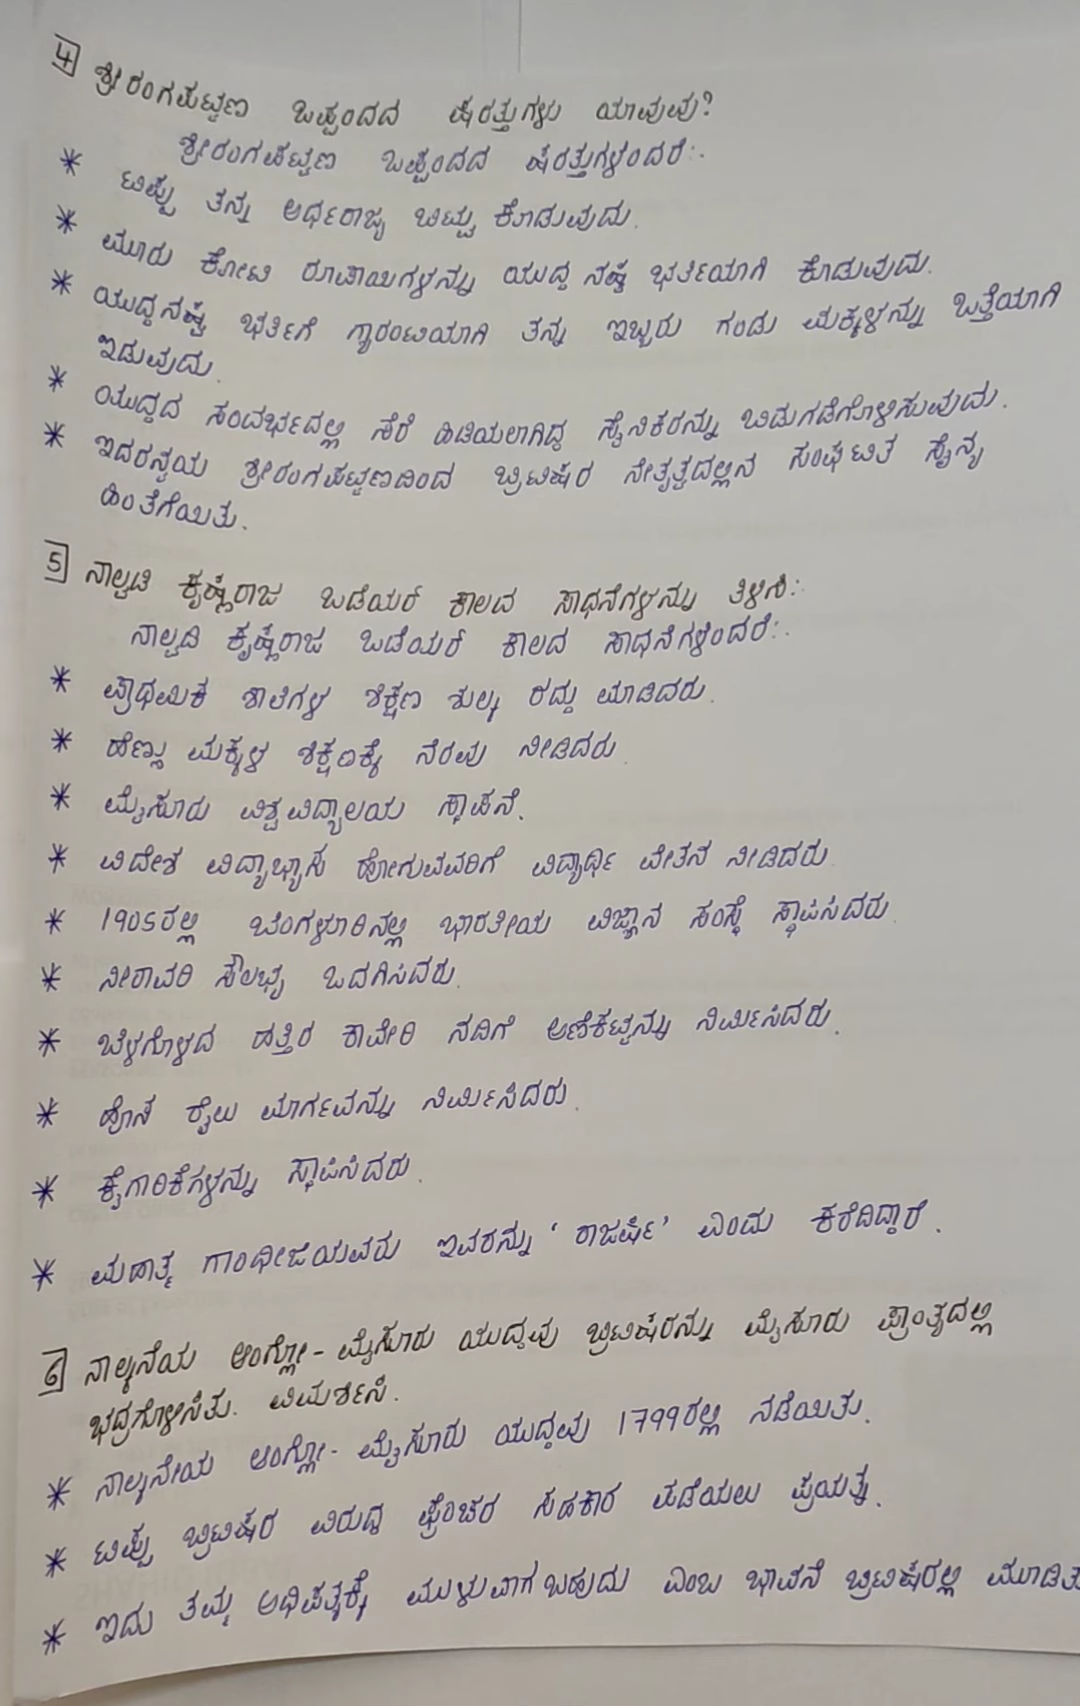 4 ಶ್ರೀರಂಗಪಟ್ಟಣ ಒಪ್ಪಂದದ ಷರತ್ತುಗಳು ಯಾವುವು?
ಶ್ರೀರಂಗಪಟ್ಟಣ ಒಪ್ಪಂದದ ಷರತ್ತುಗಳೆಂದರೆ:-
* ಟಿಪ್ಪು ತನ್ನ ಅರ್ಧರಾಜ್ಯ ಬಿಟ್ಟು ಕೊಡುವುದು.
* ಮೂರು ಕೋಟಿ ರೂಪಾಯಿಗಳನ್ನು ಯುದ್ಧ ನಷ್ಟ ಭರ್ತಿಯಾಗಿ ಕೊಡುವುದು.
* ಯುದ್ಧನಷ್ಟ ಭರ್ತಿಗೆ ಗ್ಯಾರಂಟಿಯಾಗಿ ತನ್ನ ಇಬ್ಬರು ಗಂಡು ಮಕ್ಕಳನ್ನು ಒತ್ತೆಯಾಗಿ
ಇಡುವುದು.
* ಯುದ್ಧದ ಸಂದರ್ಭದಲ್ಲಿ ಸೆರೆ ಹಿಡಿಯಲಾಗಿದ್ದ ಸೈನಿಕರನ್ನು ಬಿಡುಗಡೆಗೊಳಿಸುವುದು.
* ಇದರನ್ವಯ ಶ್ರೀರಂಗಪಟ್ಟಣದಿಂದ ಬ್ರಿಟಿಷರ ನೇತೃತ್ವದಲ್ಲಿನ ಸಂಘಟಿತ ಸೈನ್ಯ
ಹಿಂತೆಗೆಯಿತು.
5 ನಾಲ್ವಡಿ ಕೃಷ್ಣರಾಜ ಒಡೆಯರ್ ಕಾಲದ ಸಾಧನೆಗಳನ್ನು ತಿಳಿಸಿ:
ನಾಲ್ವಡಿ ಕೃಷ್ಣರಾಜ ಒಡೆಯರ್ ಕಾಲದ ಸಾಧನೆಗಳೆಂದರೆ:-
* ಪ್ರಾಥಮಿಕ ಶಾಲೆಗಳ ಶಿಕ್ಷಣ ಶುಲ್ಕ ರದ್ದು ಮಾಡಿದರು.
* ಹೆಣ್ಣು ಮಕ್ಕಳ ಶಿಕ್ಷಣಕ್ಕೆ ನೆರವು ನೀಡಿದರು.
* ಮೈಸೂರು ವಿಶ್ವವಿದ್ಯಾಲಯ ಸ್ಥಾಪನೆ.
* ವಿದೇಶ ವಿದ್ಯಾಭ್ಯಾಸ ಹೋಗುವವರಿಗೆ ವಿದ್ಯಾರ್ಥಿ ವೇತನ ನೀಡಿದರು.
* 1905ರಲ್ಲಿ ಬೆಂಗಳೂರಿನಲ್ಲಿ ಭಾರತೀಯ ವಿಜ್ಞಾನ ಸಂಸ್ಥೆ ಸ್ಥಾಪಿಸಿದರು.
* ನೀರಾವರಿ ಸೌಲಭ್ಯ ಒದಗಿಸಿದರು.
* ಬೆಳಗೊಳದ ಹತ್ತಿರ ಕಾವೇರಿ ನದಿಗೆ ಅಣೆಕಟ್ಟನ್ನು ನಿರ್ಮಿಸಿದರು.
* ಹೊಸ ರೈಲು ಮಾರ್ಗವನ್ನು ನಿರ್ಮಿಸಿದರು.
* ಕೈಗಾರಿಕೆಗಳನ್ನು ಸ್ಥಾಪಿಸಿದರು.
* ಮಹಾತ್ಮ ಗಾಂಧೀಜಿಯವರು ಇವರನ್ನು ' ರಾಜರ್ಷಿ' ಎಂದು ಕರೆದಿದ್ದಾರೆ.
6 ನಾಲ್ಕನೆಯ ಆಂಗ್ಲೋ-ಮೈಸೂರು ಯುದ್ಧವು ಬ್ರಿಟಿಷರನ್ನು ಮೈಸೂರು ಪ್ರಾಂತ್ಯದಲ್ಲಿ
ಭದ್ರಗೊಳಿಸಿತು. ವಿಮರ್ಶಿಸಿ.
* ನಾಲ್ಕನೇಯ ಆಂಗ್ಲೋ-ಮೈಸೂರು ಯುದ್ಧವು 1799ರಲ್ಲಿ ನಡೆಯಿತು.
* ಟಿಪ್ಪು ಬ್ರಿಟಿಷರ ವಿರುದ್ಧ ಫ್ರೆಂಚರ ಸಹಕಾರ ಪಡೆಯಲು ಪ್ರಯತ್ನ.
* ಇದು ತಮ್ಮ ಅಧಿಪತ್ಯಕ್ಕೆ ಮುಳುವಾಗಬಹುದು ಎಂಬ ಭಾವನೆ ಬ್ರಿಟಿಷರಲ್ಲಿ ಮೂಡಿತು